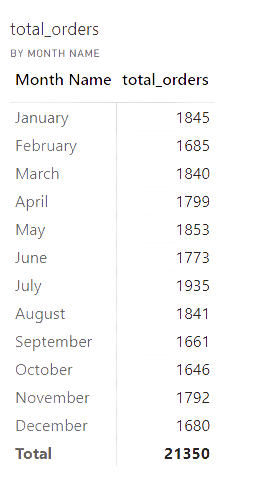 total_orders
BY MONTH NAME
Month Name total_orders
January 1845
February 1685
March 1840
April 1799
May 1853
June 1773
July 1935
August 1841
September 1661
October 1646
November 1792
December 1680
Total 21350